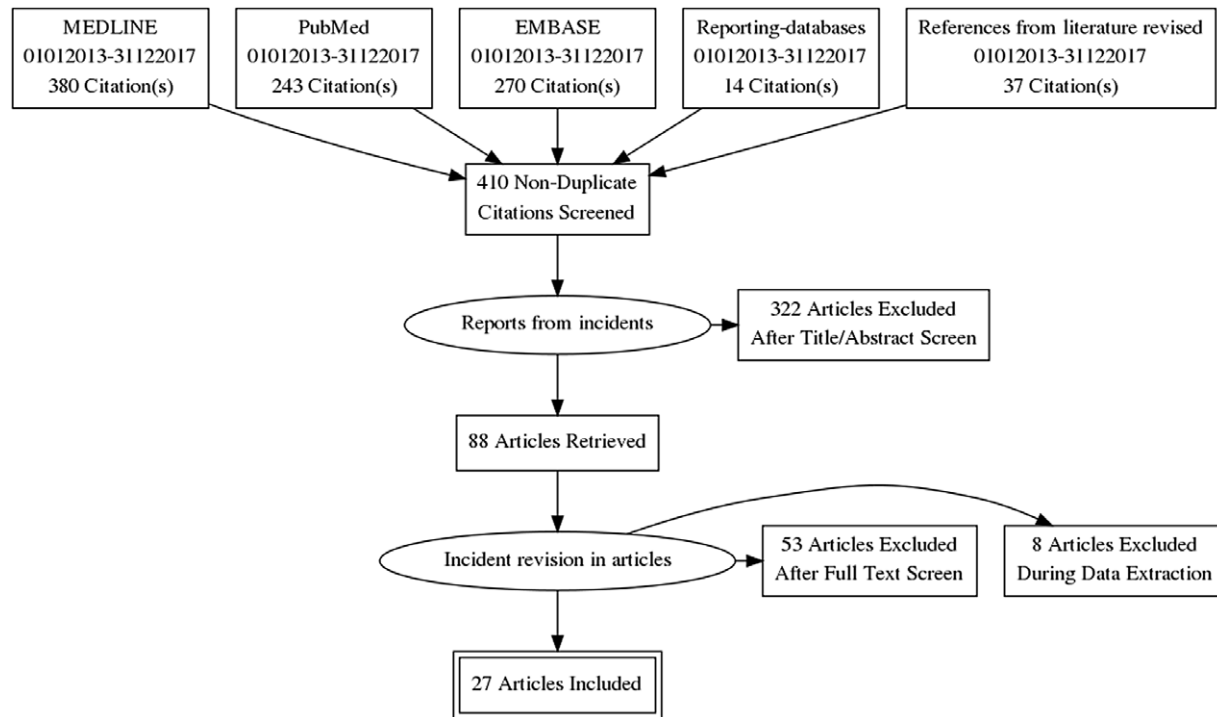 MEDLINE
01012013-31122017
380 Citation(s)
PubMed
01012013-31122017
243 Citation(s)
EMBASE
01012013-31122017
270 Citation(s)
Reporting-databases
01012013-31122017
14 Citation(s)
References from literature revised
01012013-31122017
37 Citation(s)
410 Non-Duplicate
Citations Screened
Reports from incidents
322 Articles Excluded
After Title/Abstract Screen
88 Articles Retrieved
Incident revision in articles
53 Articles Excluded
After Full Text Screen
8 Articles Excluded
During Data Extraction
27 Articles Included